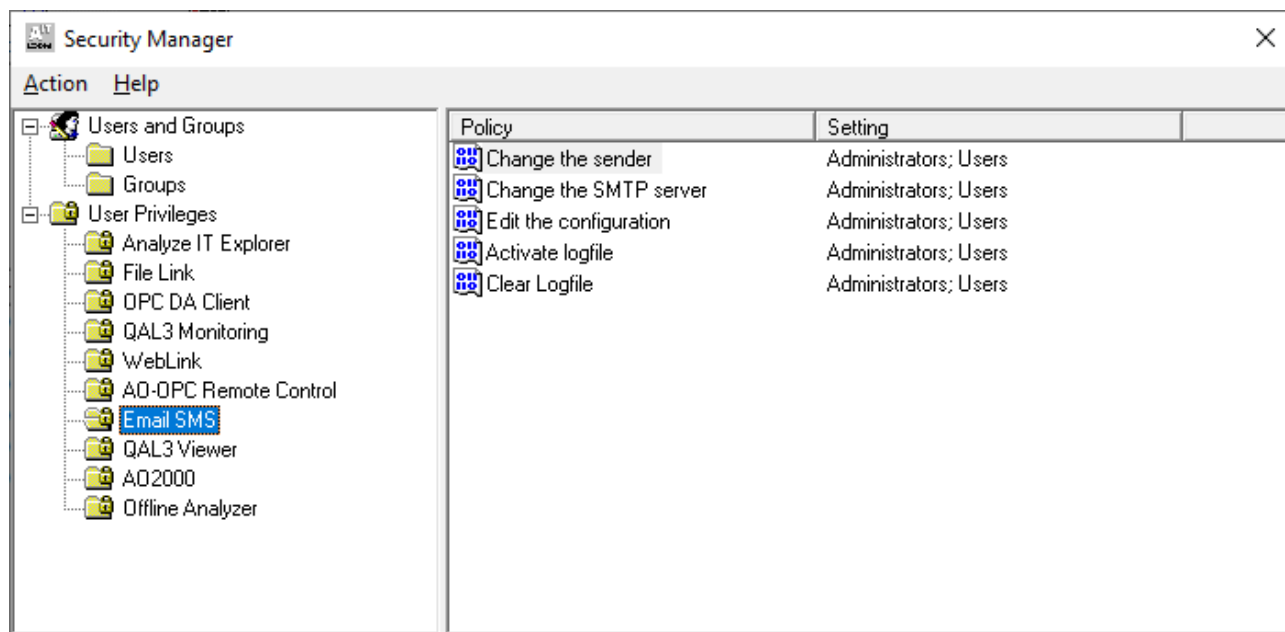 Security Manager
Action Help
Users and Groups
Users
Groups
User Privileges
Analyze IT Explorer
File Link
OPC DA Client
QAL3 Monitoring
WebLink
AO-OPC Remote Control
Email SMS
QAL3 Viewer
AO2000
Offline Analyzer
Policy Setting
Change the sender Administrators; Users
Change the SMTP server Administrators; Users
Edit the configuration Administrators; Users
Activate logfile Administrators; Users
Clear Logfile Administrators; Users